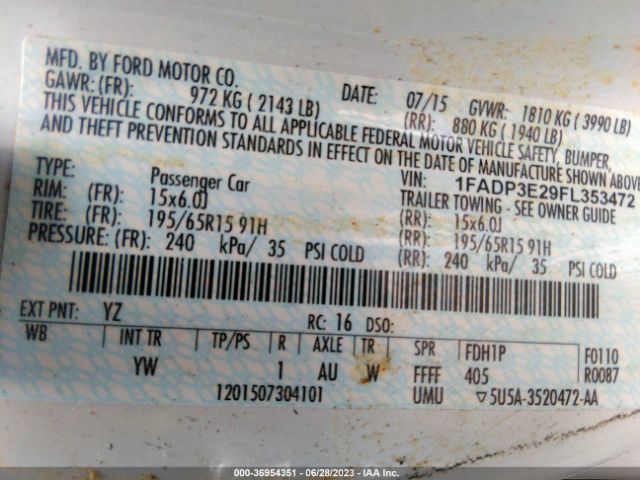 MFD. BY FORD MOTOR CO.
DATE: 07/15 GVWR: 1810 KG ( 3990 LB)
GAWR: (FR): 972 KG ( 2143 LB) (RR): 880 KG ( 1940 LB)
THIS VEHICLE CONFORMS TO ALL APPLICABLE FEDERAL MOTOR VEHICLE SAFETY, BUMPER,
AND THEFT PREVENTION STANDARDS IN EFFECT ON THE DATE OF MANUFACTURE SHOWN ABOVE
VIN: 1FADP3E29FL353472
TYPE: Passenger Car TRAILER TOWING - SEE OWNER GUIDE
RIM: (FR): 15x6.0J (RR): 15x6.0J
TIRE: (FR): 195/65R15 91H (RR): 195/65R15 91H
PRESSURE: (FR): 240 kPa/ 35 PSI COLD (RR): 240 kPa/ 35 PSI COLD
EXT PNT: YZ RC: 16 DSO:
WB INT TR TP/PS R AXLE TR SPR FDH1P F0110
YW 1 AU W FFFF 405 R0087
1201507304101 UMU ▽5U5A-3520472-AA
000-36954351 | 06/28/2023 - IAA Inc.